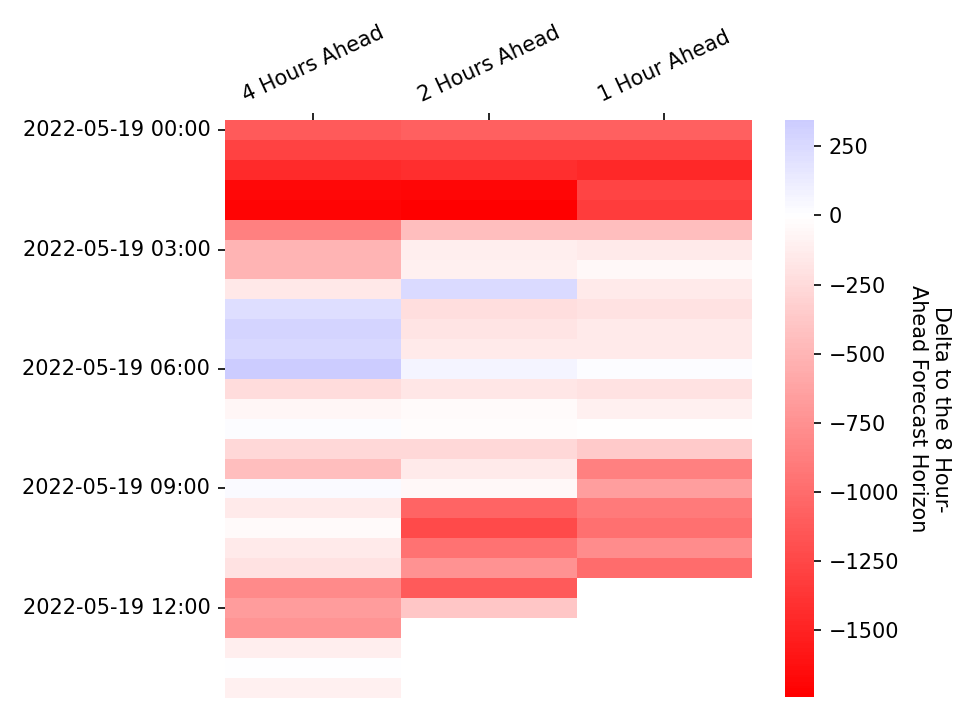 4 Hours Ahead
2 Hours Ahead
1 Hour Ahead
2022-05-19 00:00
2022-05-19 03:00
2022-05-19 06:00
2022-05-19 09:00
2022-05-19 12:00
250
0
−250
−500
−750
−1000
−1250
−1500
Delta to the 8 Hour-
Ahead Forecast Horizon